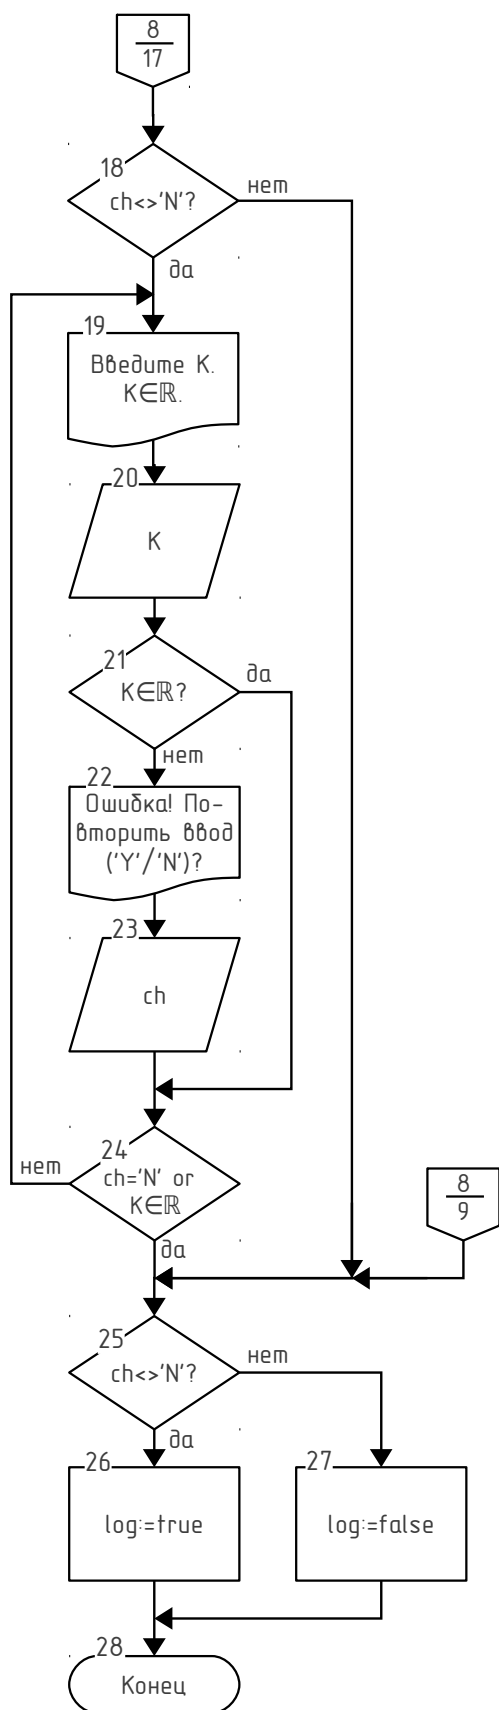 8
17
18
ch<>'N'?
нет
да
19
Введите К.
К∈ℝ.
20
К
21
К∈ℝ?
да
нет
22
Ошибка! По-
вторить ввод
('Y'/'N')?
23
ch
24
ch='N' or
К∈ℝ
нет
да
8
9
25
ch<>'N'?
нет
да
26
log:=true
27
log:=false
28
Конец